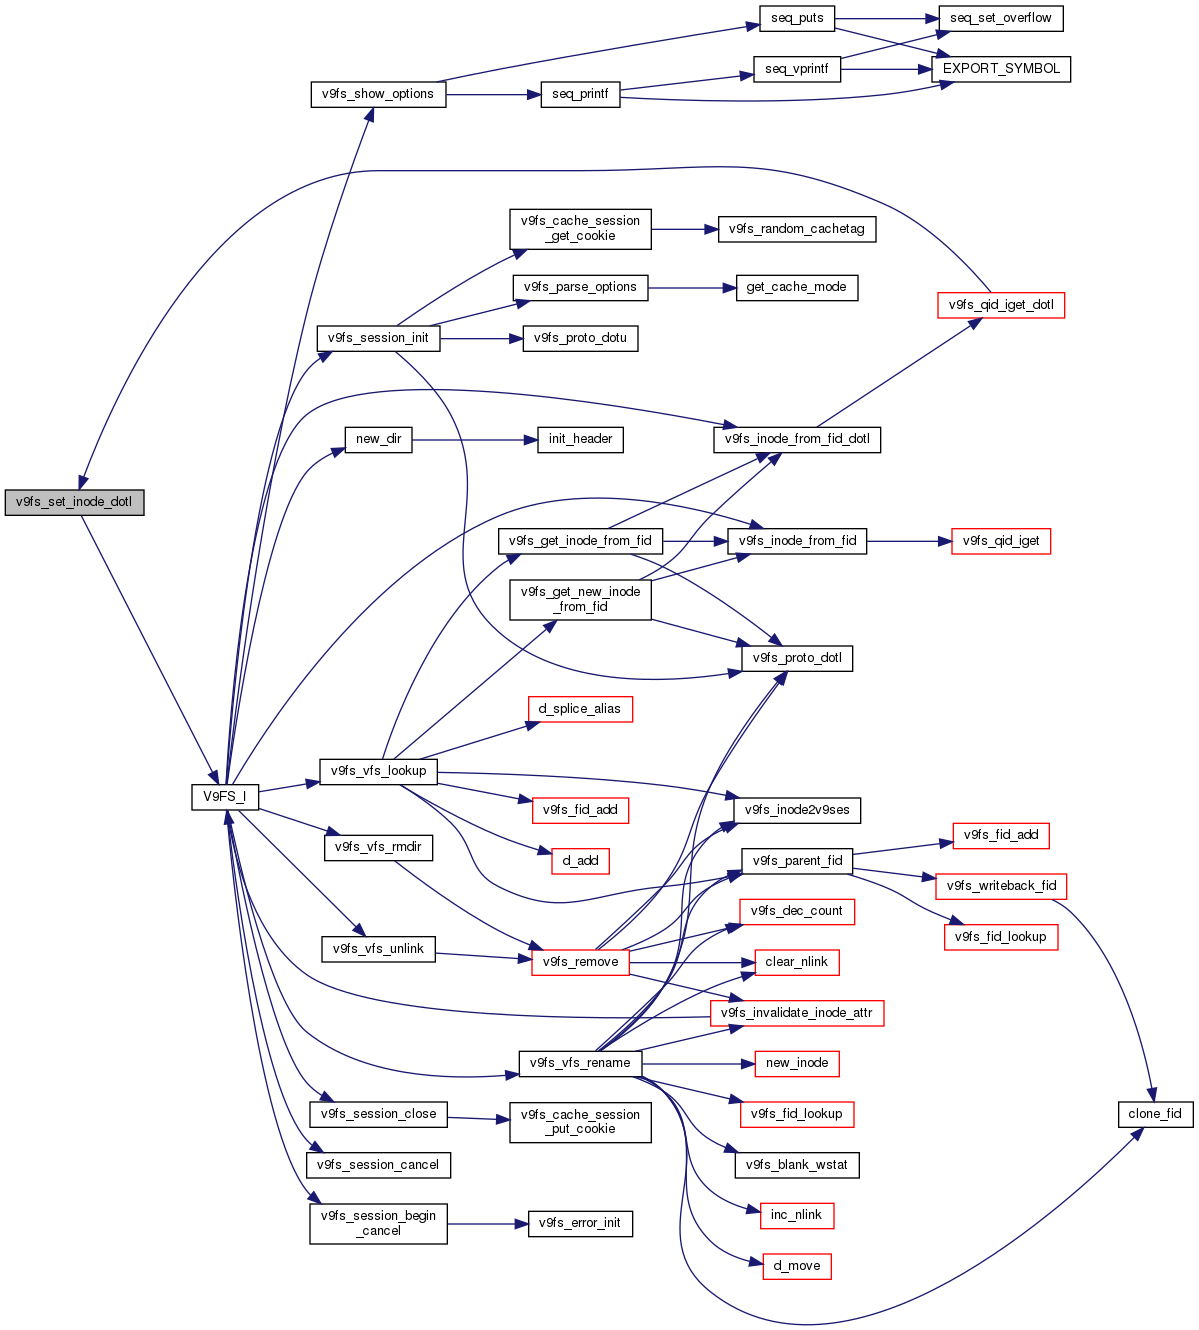 seq_puts
seq_set_overflow
seq_vprintf
EXPORT_SYMBOL
v9fs_show_options
seq_printf
v9fs_cache_session
_get_cookie
v9fs_random_cachetag
v9fs_parse_options
get_cache_mode
v9fs_qid_iget_dotl
v9fs_session_init
v9fs_proto_dotu
new_dir
init_header
v9fs_inode_from_fid_dotl
v9fs_set_inode_dotl
v9fs_get_inode_from_fid
v9fs_inode_from_fid
v9fs_qid_iget
v9fs_get_new_inode
_from_fid
v9fs_proto_dotl
d_splice_alias
v9fs_vfs_lookup
V9FS_I
v9fs_fid_add
v9fs_inode2v9ses
v9fs_vfs_rmdir
v9fs_fid_add
d_add
v9fs_parent_fid
v9fs_writeback_fid
v9fs_dec_count
v9fs_fid_lookup
v9fs_vfs_unlink
v9fs_remove
clear_nlink
v9fs_invalidate_inode_attr
v9fs_vfs_rename
new_inode
v9fs_session_close
v9fs_cache_session
_put_cookie
v9fs_fid_lookup
clone_fid
v9fs_session_cancel
v9fs_blank_wstat
v9fs_session_begin
_cancel
v9fs_error_init
inc_nlink
d_move